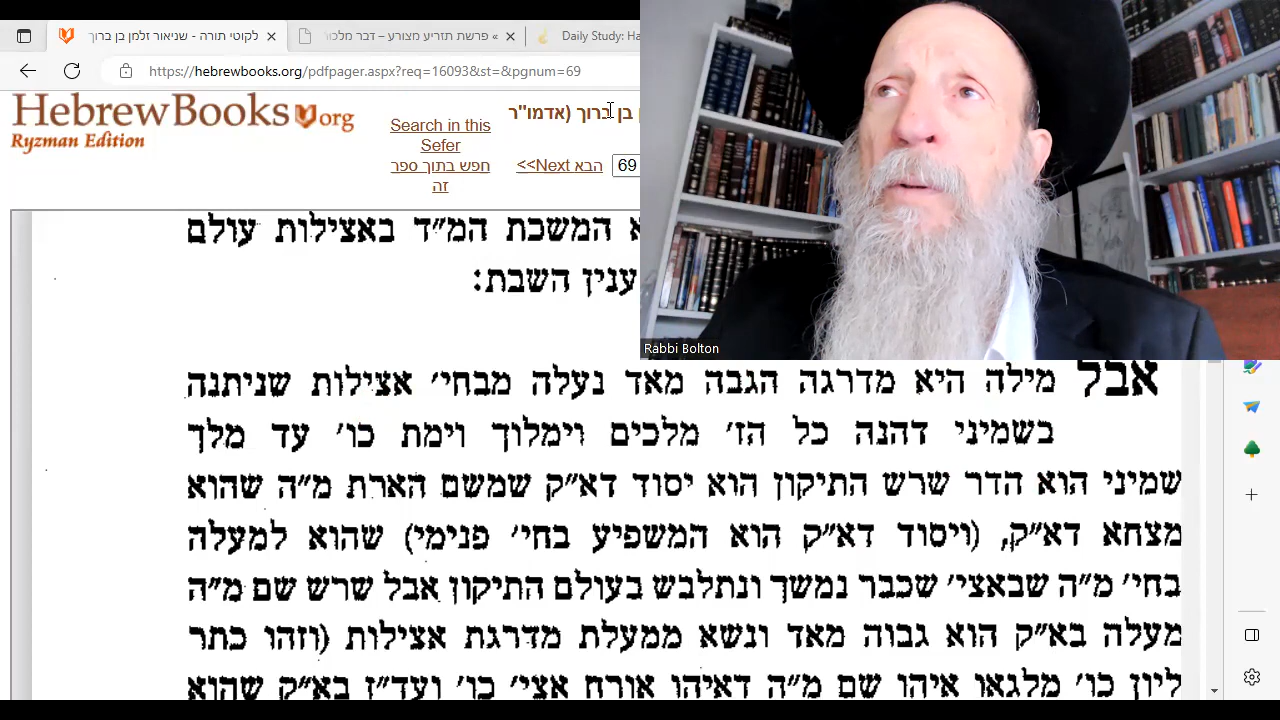 לקוטי תורה - שניאור זלמן בן ברוך
פרשת תזריע מצורע – דבר מלכו »
Daily Study: Ha
https://hebrewbooks.org/pdfpager.aspx?req=16093&st=&pgnum=69
HebrewBooks.org
Ryzman Edition
Search in this
Sefer
חפש בתוך ספר
זה
בן ברוך (אדמו"ר
<<Next הבא
69
המשכת המ״ד באצילות עולם
ענין השבת:
Rabbi Bolton
אבל מילה היא מדרגה הגבה מאד נעלה מבחי׳ אצילות שניתנה
בשמיני דהנה כל הז׳ מלכים וימלוך וימת כו׳ עד מלך
שמיני הוא הדר שרש התיקון הוא יסוד דא״ק שמשם הארת מ״ה שהוא
מצחא דא״ק, (ויסוד דא״ק הוא המשפיע בחי׳ פנימי) שהוא למעלה
בחי׳ מ״ה שבאצי׳ שכבר נמשך ונתלבש בעולם התיקון אבל שרש שם מ״ה
מעלה בא״ק הוא גבוה מאד ונשא ממעלת מדרגת אצילות (וזהו כתר
ליון כו׳ מלגאו איהו שם מ״ה דאיהו אורח אצי׳ כו׳ ועד״ז בא״ק שהוא